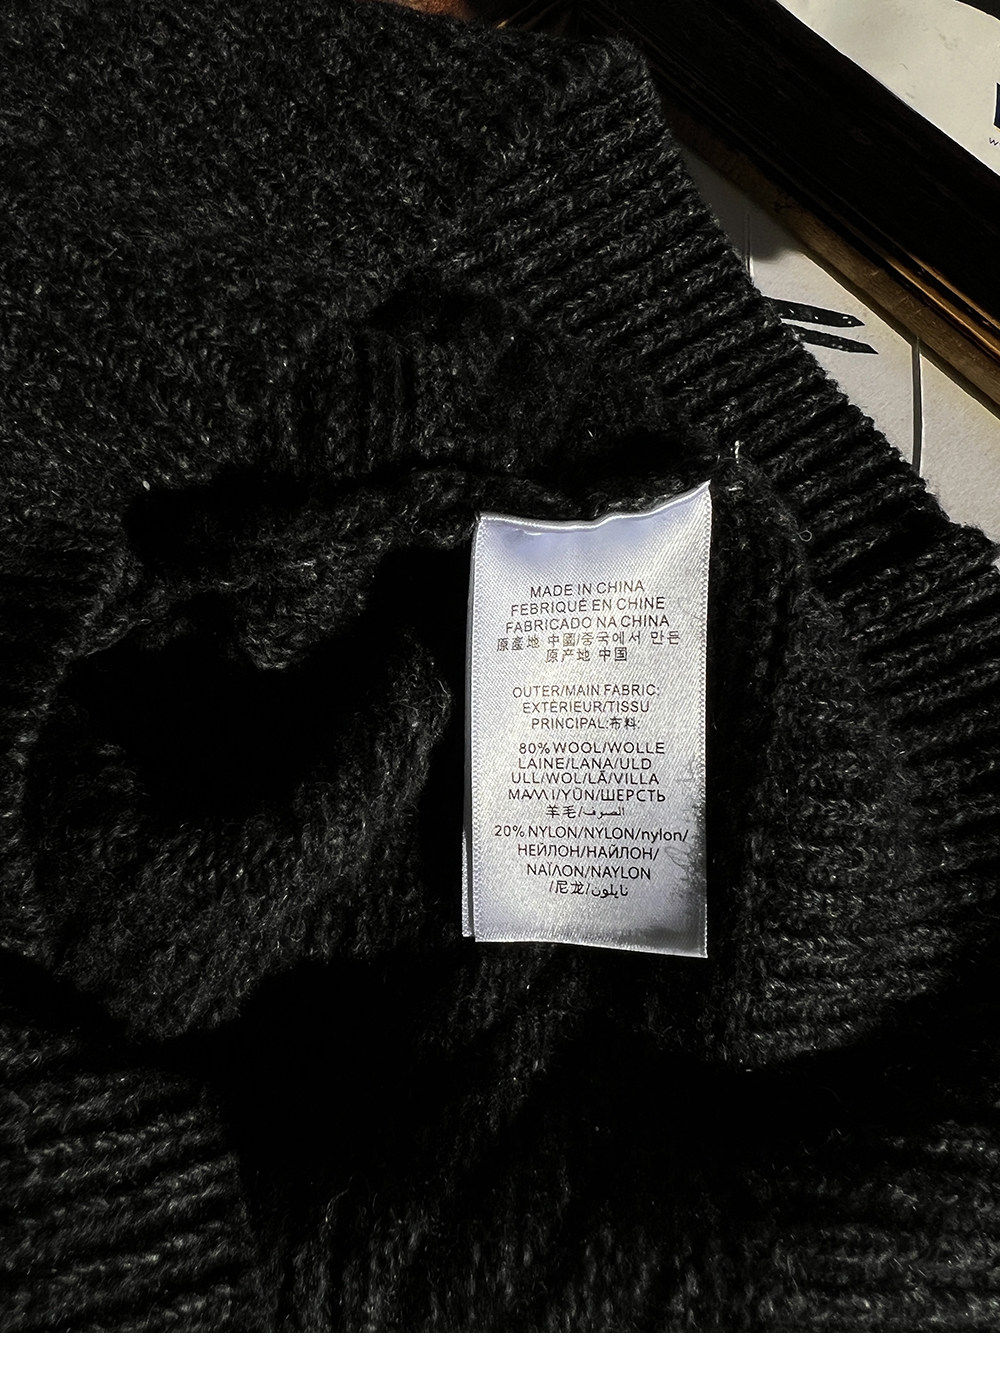 MADE IN CHINA
FEBRIQUÉ EN CHINE
FABRICADO NA CHINA
原產地 中國/중국에서 만든
原产地 中国
OUTER/MAIN FABRIC:
EXTÉRIEUR/TISSU
PRINCIPAL:布料:
80% WOOL/WOLLE
LAINE/LANA/ULD
ULL/WOL/LÃ/VILLA
ΜΑΛΛΙ/YÜN/ШЕРСТЬ
羊毛/الصرف
20% NYLON/NYLON/nylon/
НЕЙЛОН/НАЙЛОН/
ΝΑΪΛΟΝ/NAYLON
/尼龙/نايلون